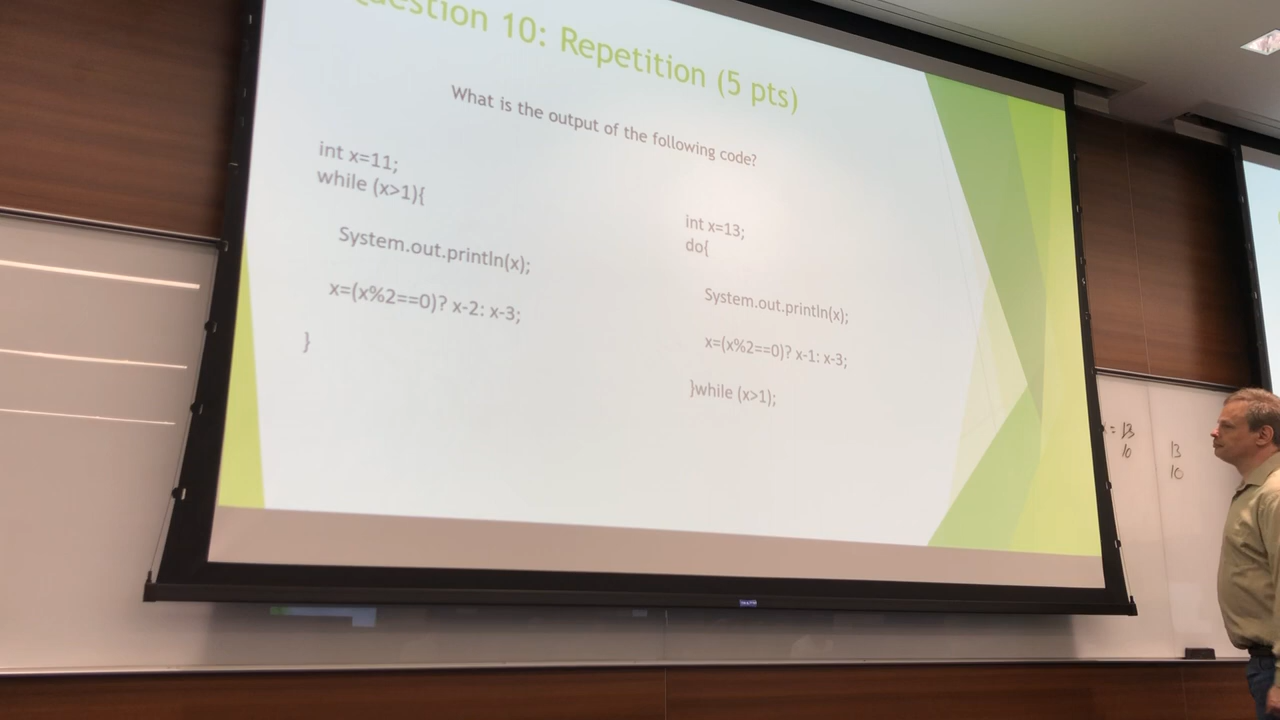 Question 10: Repetition (5 pts)
What is the output of the following code?
int x=11;
while (x>1){
System.out.println(x);
x=(x%2==0)? x-2: x-3;
}
int x=13;
do{
System.out.println(x);
x=(x%2==0)? x-1: x-3;
}while (x>1);
= 13
10
13
10